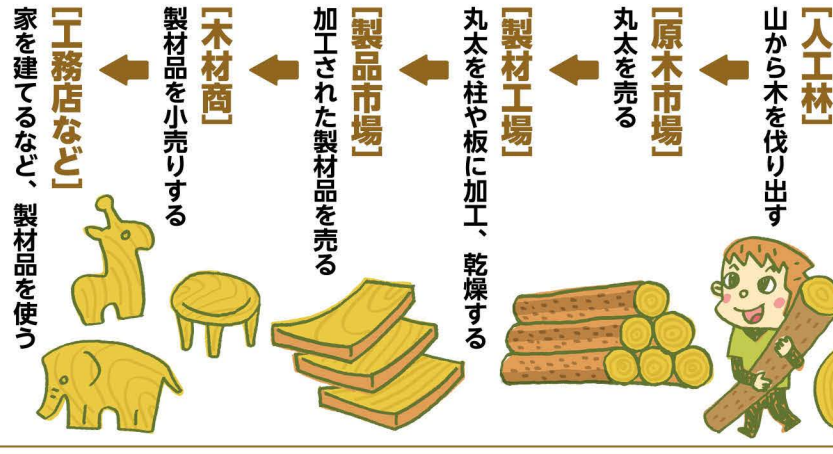 [人工林]
山から木を伐り出す
[原木市場]
丸太を売る
[製材工場]
丸太を柱や板に加工、乾燥する
[製品市場]
加工された製材品を売る
[木材商]
製材品を小売りする
[工務店など]
家を建てるなど、製材品を使う